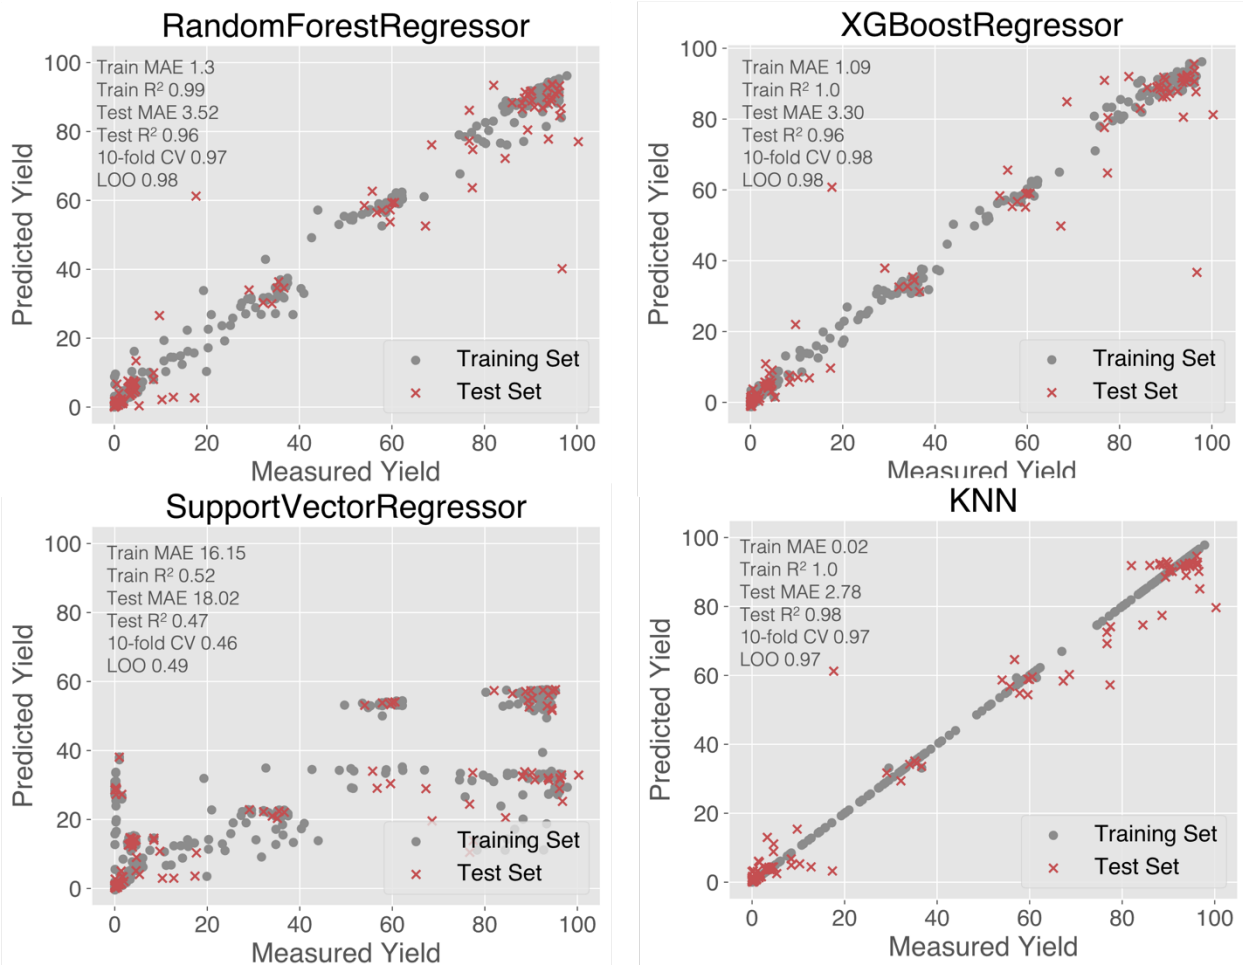 RandomForestRegressor
Train MAE 1.3
Train R² 0.99
Test MAE 3.52
Test R² 0.96
10-fold CV 0.97
LOO 0.98
100
80
60
40
20
0
Predicted Yield
Training Set
Test Set
0 20 40 60 80 100
Measured Yield
XGBoostRegressor
Train MAE 1.09
Train R² 1.0
Test MAE 3.30
Test R² 0.96
10-fold CV 0.98
LOO 0.98
100
80
60
40
20
0
Predicted Yield
Training Set
Test Set
0 20 40 60 80 100
Measured Yield
SupportVectorRegressor
Train MAE 16.15
Train R² 0.52
Test MAE 18.02
Test R² 0.47
10-fold CV 0.46
LOO 0.49
100
80
60
40
20
0
Predicted Yield
Training Set
Test Set
0 20 40 60 80 100
Measured Yield
KNN
Train MAE 0.02
Train R² 1.0
Test MAE 2.78
Test R² 0.98
10-fold CV 0.97
LOO 0.97
100
80
60
40
20
0
Predicted Yield
Training Set
Test Set
0 20 40 60 80 100
Measured Yield